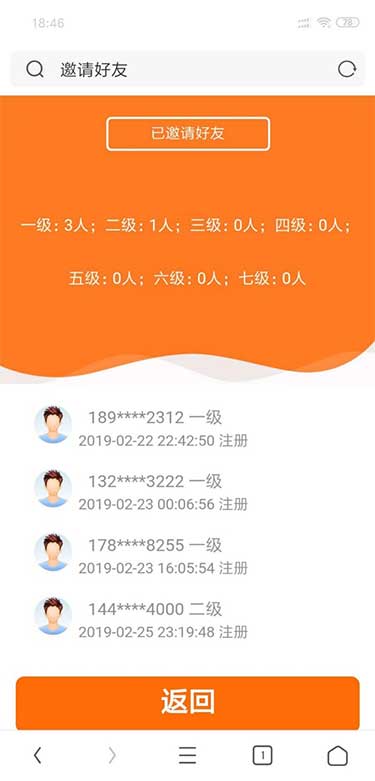 18:46
78
邀请好友
已邀请好友
一级:3人；二级:1人；三级:0人；四级:0人；
五级:0人；六级:0人；七级:0人
189****2312 一级
2019-02-22 22:42:50 注册
132****3222 一级
2019-02-23 00:06:56 注册
178****8255 一级
2019-02-23 16:05:54 注册
144****4000 二级
2019-02-25 23:19:48 注册
返回
1